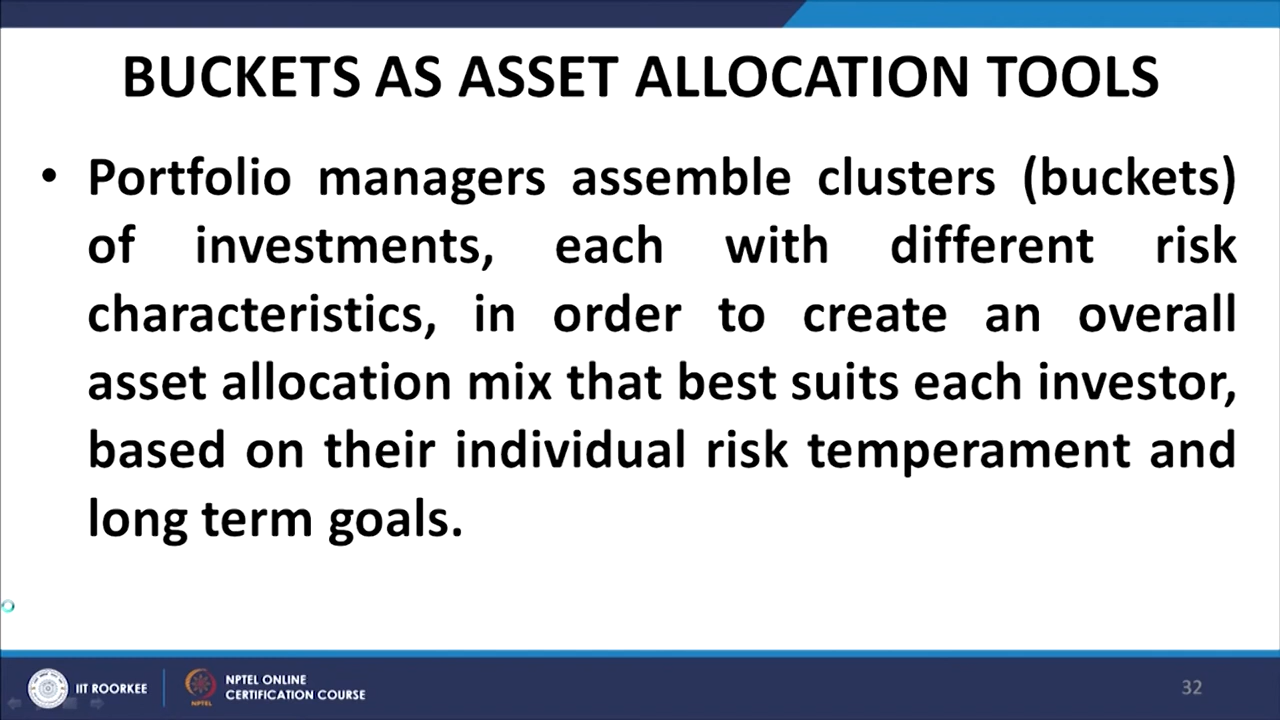 BUCKETS AS ASSET ALLOCATION TOOLS
• Portfolio managers assemble clusters (buckets)
of investments, each with different risk
characteristics, in order to create an overall
asset allocation mix that best suits each investor,
based on their individual risk temperament and
long term goals.
IIT ROORKEE
NPTEL
NPTEL ONLINE
CERTIFICATION COURSE
32